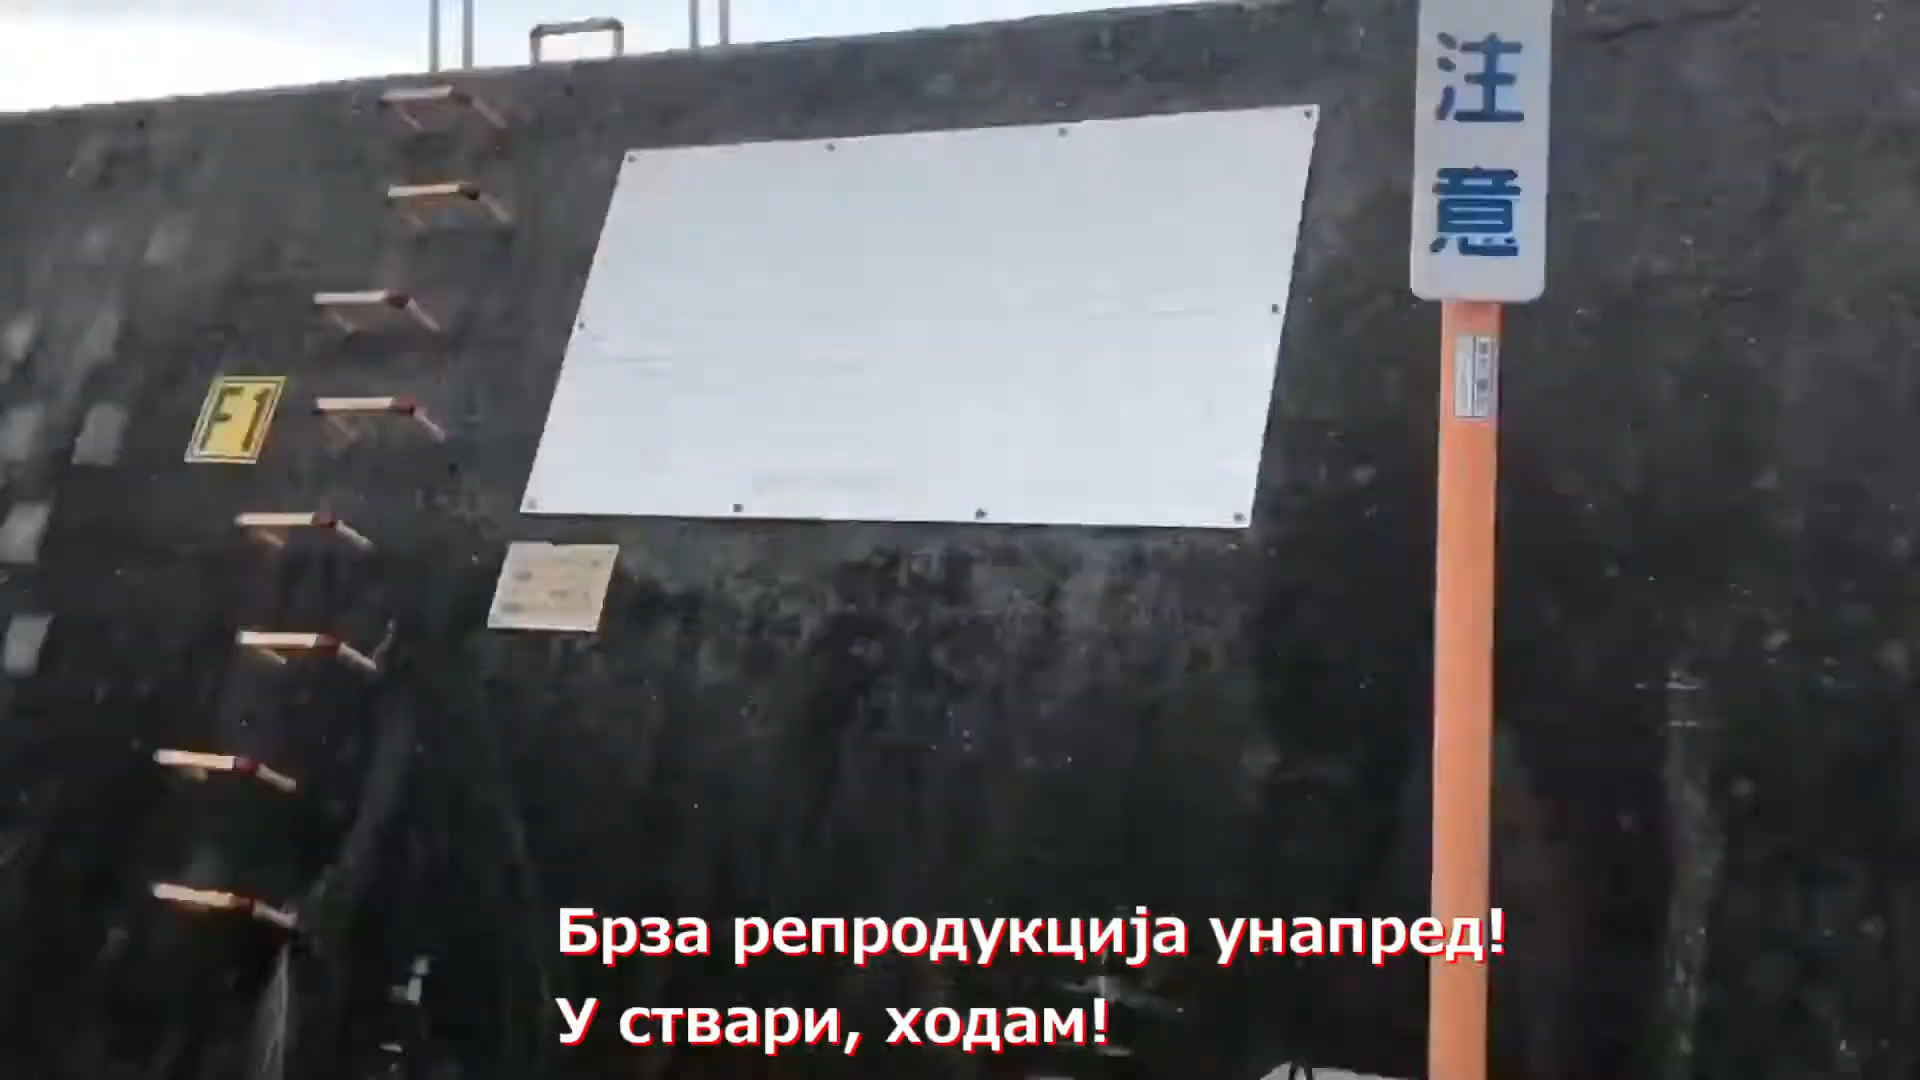 注
意
F1
Брза репродукција унапред!
У ствари, ходам!